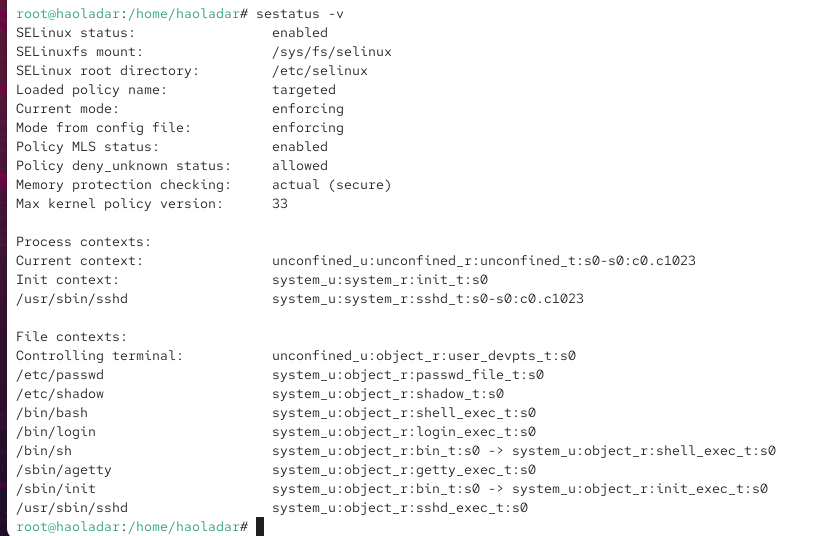 root@haoladar:/home/haoladar# sestatus -v
SELinux status:                 enabled
SELinuxfs mount:                /sys/fs/selinux
SELinux root directory:         /etc/selinux
Loaded policy name:             targeted
Current mode:                   enforcing
Mode from config file:          enforcing
Policy MLS status:              enabled
Policy deny_unknown status:     allowed
Memory protection checking:     actual (secure)
Max kernel policy version:      33

Process contexts:
Current context:                unconfined_u:unconfined_r:unconfined_t:s0-s0:c0.c1023
Init context:                   system_u:system_r:init_t:s0
/usr/sbin/sshd                  system_u:system_r:sshd_t:s0-s0:c0.c1023

File contexts:
Controlling terminal:           unconfined_u:object_r:user_devpts_t:s0
/etc/passwd                     system_u:object_r:passwd_file_t:s0
/etc/shadow                     system_u:object_r:shadow_t:s0
/bin/bash                       system_u:object_r:shell_exec_t:s0
/bin/login                      system_u:object_r:login_exec_t:s0
/bin/sh                         system_u:object_r:bin_t:s0 -> system_u:object_r:shell_exec_t:s0
/sbin/agetty                    system_u:object_r:getty_exec_t:s0
/sbin/init                      system_u:object_r:bin_t:s0 -> system_u:object_r:init_exec_t:s0
/usr/sbin/sshd                  system_u:object_r:sshd_exec_t:s0
root@haoladar:/home/haoladar#